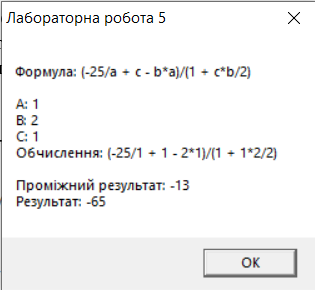 Лабораторна робота 5
Формула: (-25/a + c - b*a)/(1 + c*b/2)
A: 1
B: 2
C: 1
Обчислення: (-25/1 + 1 - 2*1)/(1 + 1*2/2)
Проміжний результат: -13
Результат: -65
OK